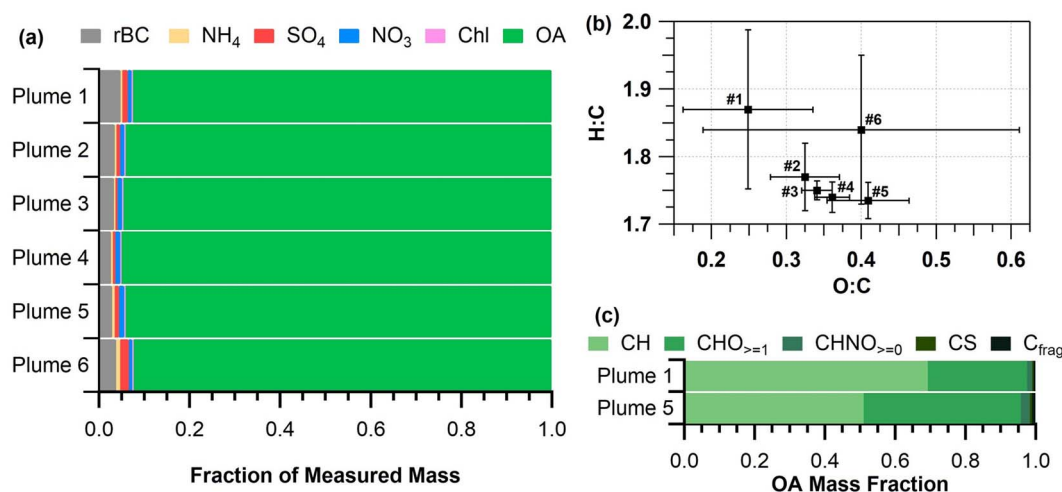 (a)
rBC NH₄ SO₄ NO₃ Chl OA
Plume 1
Plume 2
Plume 3
Plume 4
Plume 5
Plume 6
0.0 0.2 0.4 0.6 0.8 1.0
Fraction of Measured Mass
(b)
2.0
1.9
1.8
1.7
H:C
#1
#6
#2
#3
#4
#5
0.2 0.3 0.4 0.5 0.6
O:C
(c)
CH CHO>=1 CHNO>=0 CS Cfrag
Plume 1
Plume 5
0.0 0.2 0.4 0.6 0.8 1.0
OA Mass Fraction